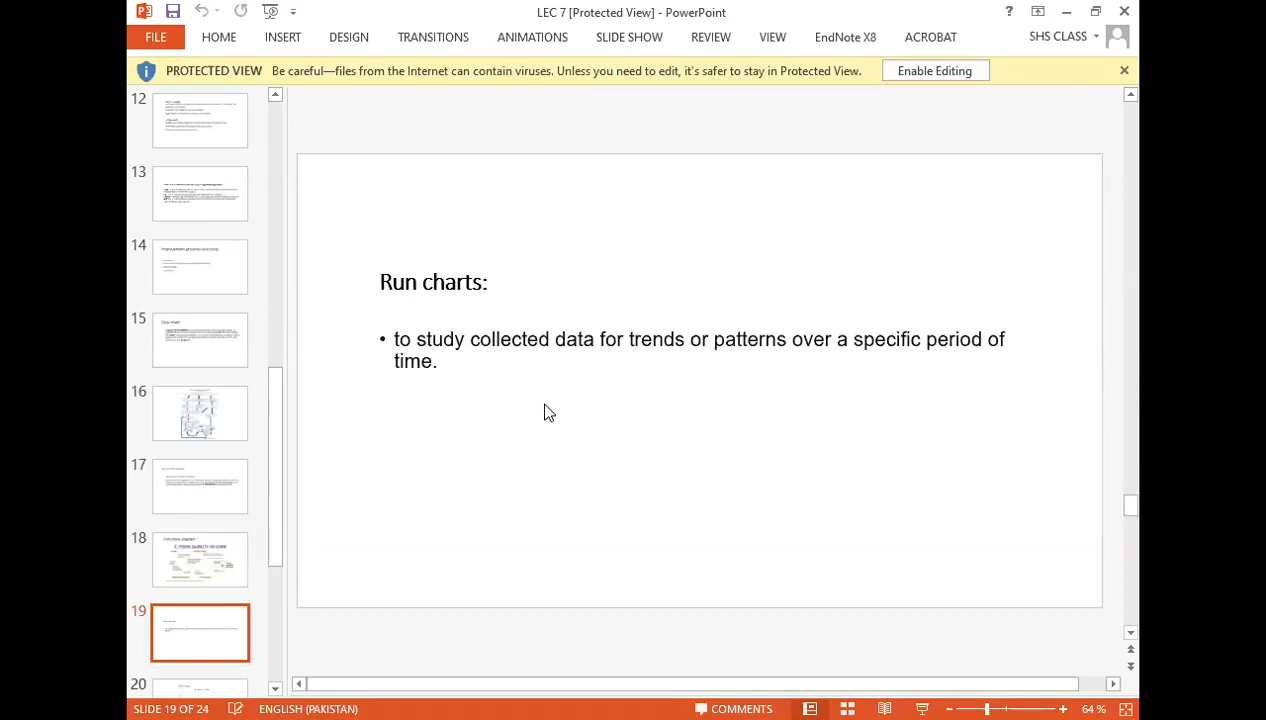 LEC 7 [Protected View] - PowerPoint
?
FILE HOME INSERT DESIGN TRANSITIONS ANIMATIONS SLIDE SHOW REVIEW VIEW EndNote X8 ACROBAT SHS CLASS
PROTECTED VIEW Be careful—files from the Internet can contain viruses. Unless you need to edit, it's safer to stay in Protected View. Enable Editing
12
13
14
15
16
17
18
19
20
Run charts:
• to study collected data for trends or patterns over a specific period of
time.
SLIDE 19 OF 24 ENGLISH (PAKISTAN) COMMENTS 64 %